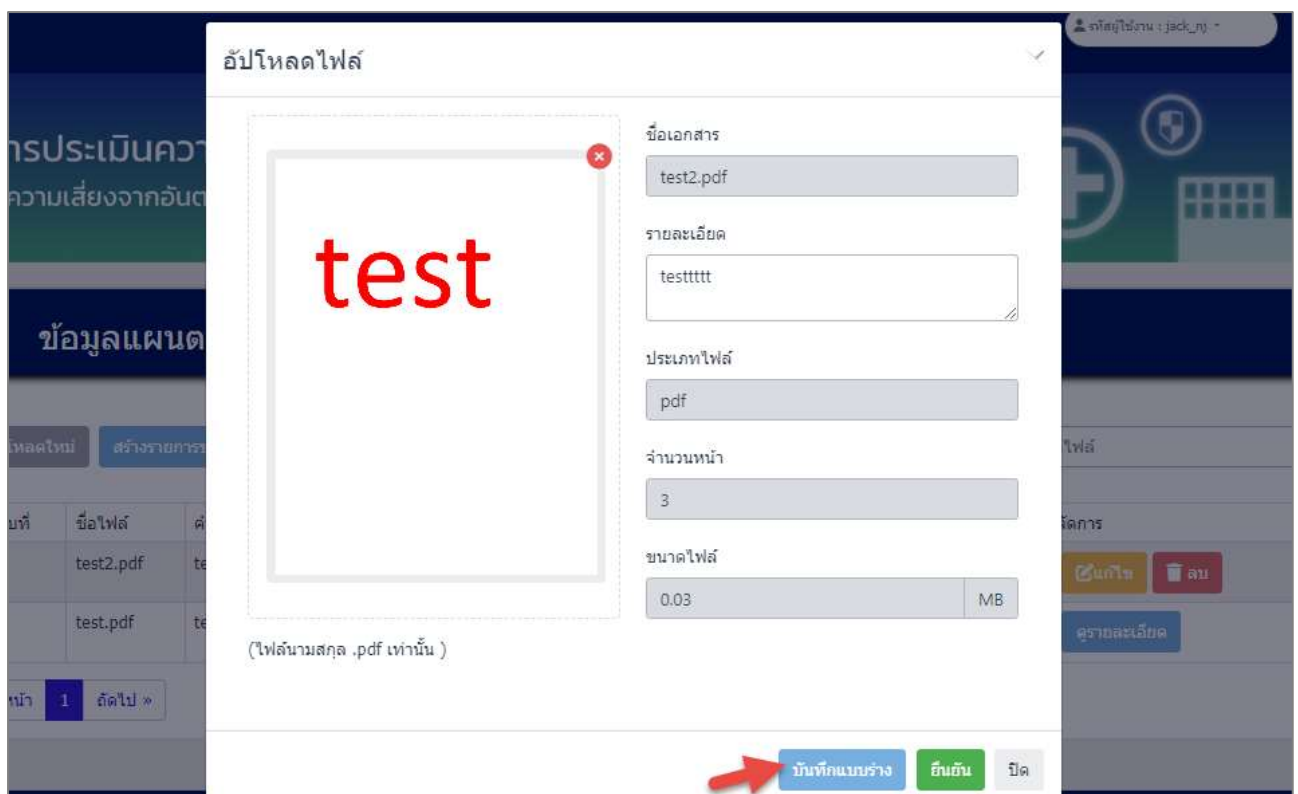 รหัสผู้ใช้งาน : jack_nj
อัปโหลดไฟล์
ารประเมินควา
ความเสี่ยงจากอันต
ชื่อเอกสาร
test2.pdf
test
รายละเอียด
testtttt
ข้อมูลแผนต
ประเภทไฟล์
pdf
โหลดใหม่
สร้างรายการ
ไฟล์
จำนวนหน้า
3
ชื่อไฟล์
จัดการ
ขนาดไฟล์
test2.pdf
te
แก้ไข
ลบ
0.03
MB
test.pdf
te
ดูรายละเอียด
(ไฟล์นามสกุล .pdf เท่านั้น )
หน้า
1
ถัดไป »
บันทึกแบบร่าง
ยืนยัน
ปิด